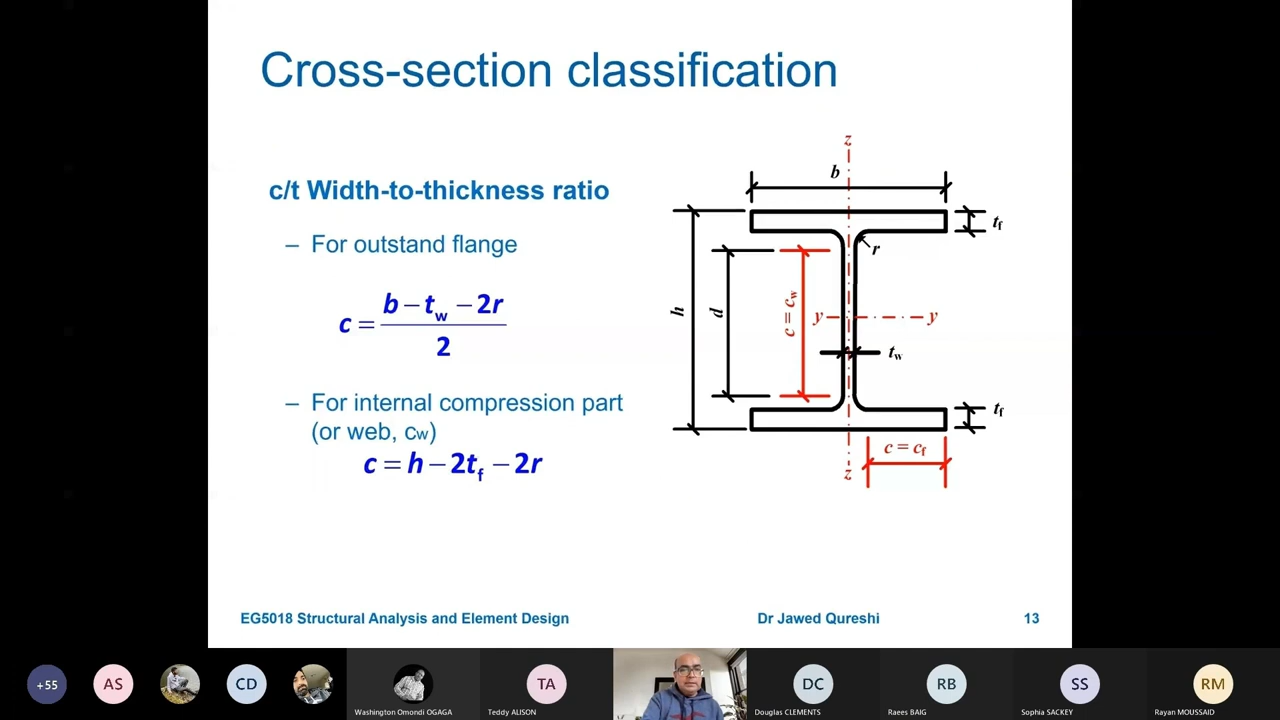 Cross-section classification
c/t Width-to-thickness ratio
– For outstand flange
c = (b − t_w − 2r) / 2
– For internal compression part
(or web, cw)
c = h − 2t_f − 2r
z
b
t_f
r
h
d
c = c_w
y
y
t_w
t_f
c = c_f
z
EG5018 Structural Analysis and Element Design
Dr Jawed Qureshi
13
+55
AS
CD
TA
DC
RB
SS
RM
Washington Omondi OGAGA
Teddy ALISON
Douglas CLEMENTS
Raees BAIG
Sophia SACKEY
Rayan MOUSSAID